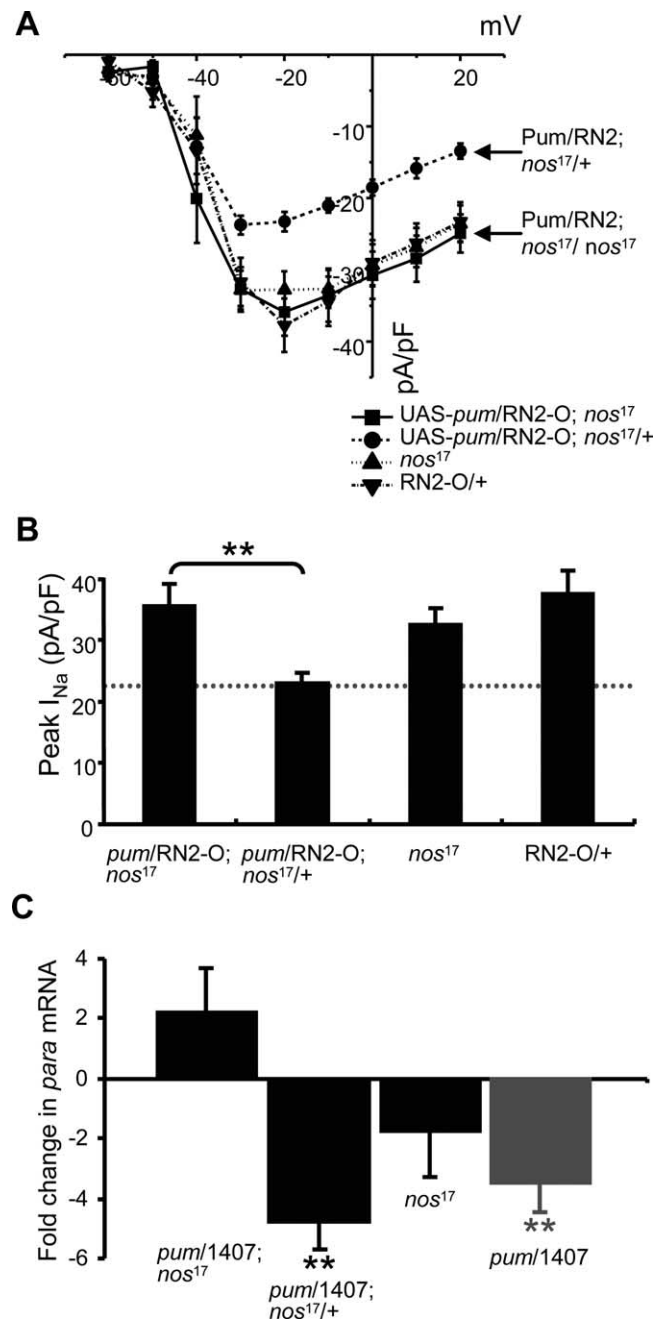 A
mV
-60 -40 -20 20
-10
-20
-30
-40
pA/pF
Pum/RN2;
nos17/+
Pum/RN2;
nos17/ nos17
UAS-pum/RN2-O; nos17
UAS-pum/RN2-O; nos17/+
nos17
RN2-O/+
B
**
Peak INa (pA/pF)
40
30
20
10
0
pum/RN2-O;
nos17
pum/RN2-O;
nos17/+
nos17
RN2-O/+
C
Fold change in para mRNA
4
2
0
-2
-4
-6
pum/1407;
nos17
**
pum/1407;
nos17/+
nos17
**
pum/1407